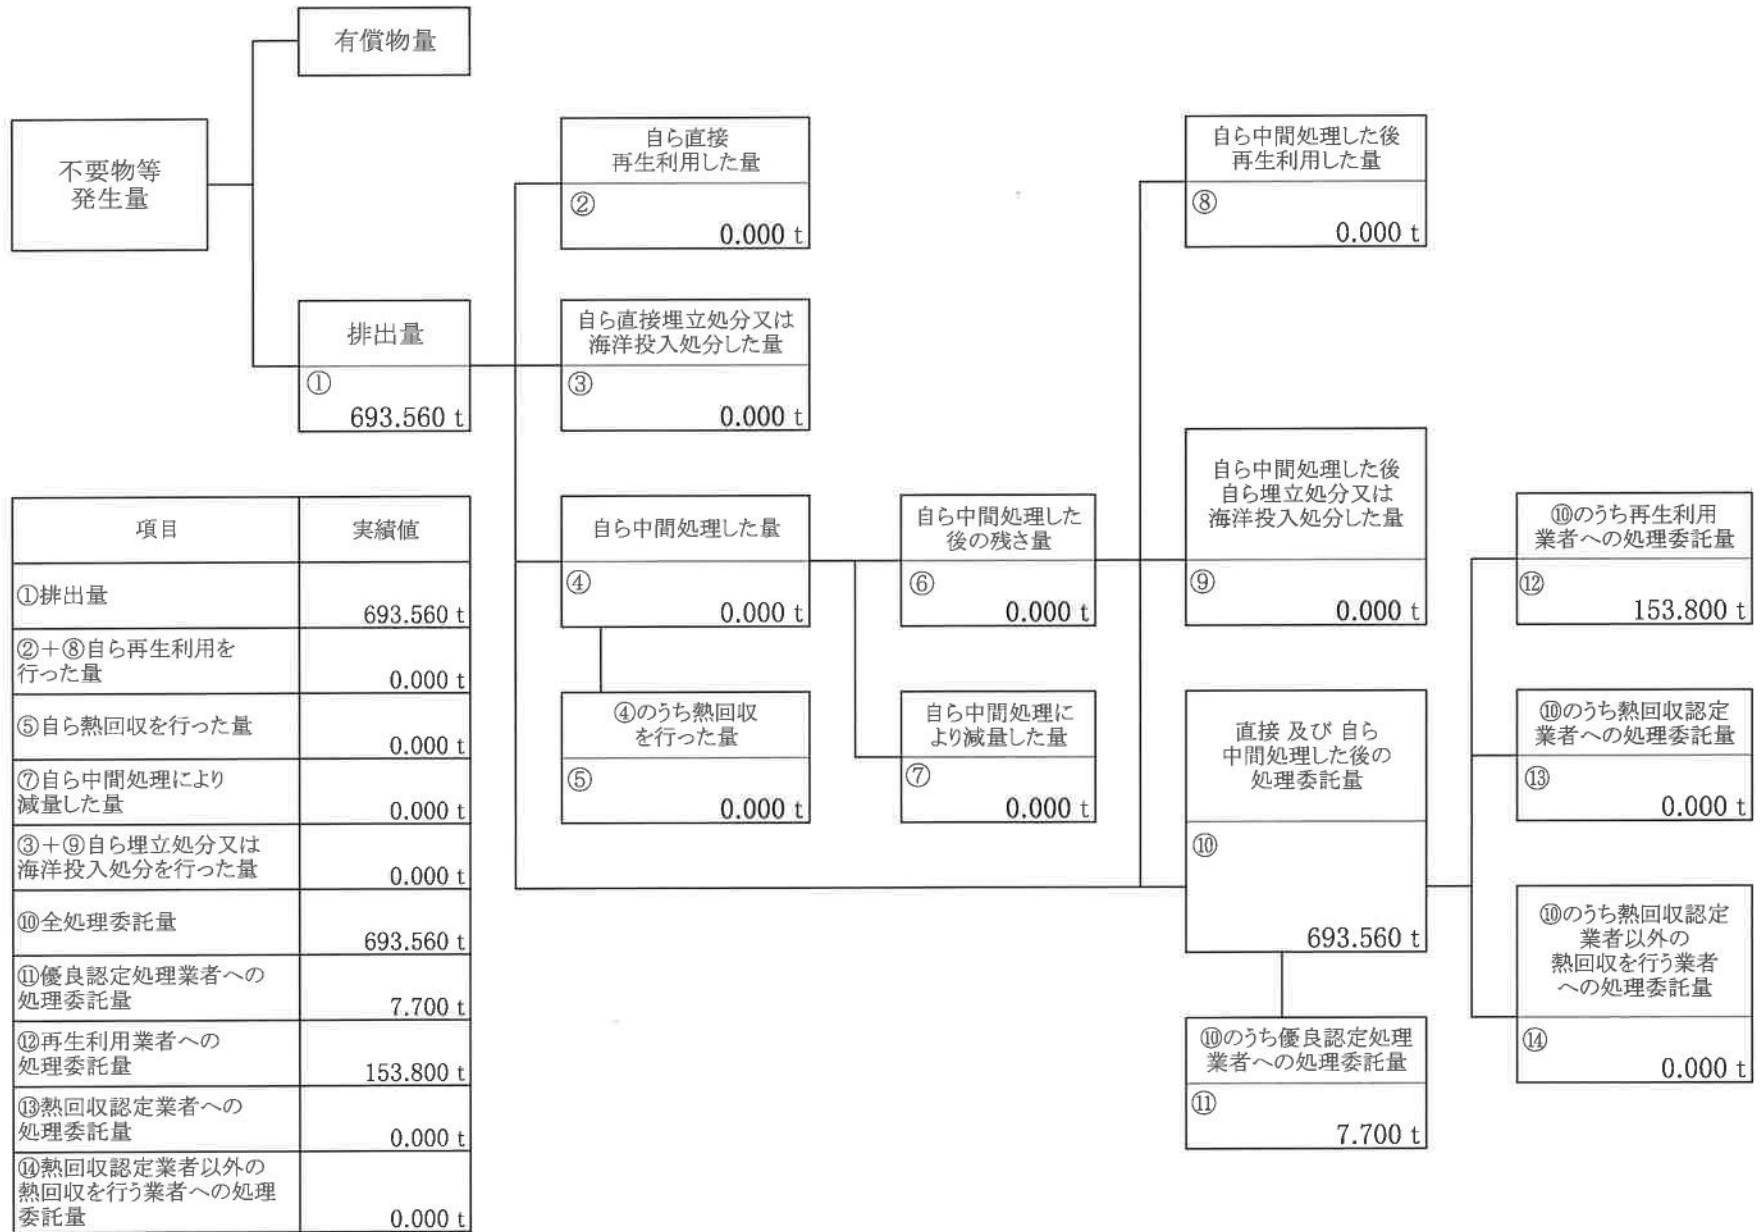 有償物量
不要物等
発生量
排出量
①
693.560 t
自ら直接
再生利用した量
②
0.000 t
自ら直接埋立処分又は
海洋投入処分した量
③
0.000 t
自ら中間処理した量
④
0.000 t
④のうち熱回収
を行った量
⑤
0.000 t
自ら中間処理した
後の残さ量
⑥
0.000 t
自ら中間処理に
より減量した量
⑦
0.000 t
自ら中間処理した後
再生利用した量
⑧
0.000 t
自ら中間処理した後
自ら埋立処分又は
海洋投入処分した量
⑨
0.000 t
直接 及び 自ら
中間処理した後の
処理委託量
⑩
693.560 t
⑩のうち優良認定処理
業者への処理委託量
⑪
7.700 t
⑩のうち再生利用
業者への処理委託量
⑫
153.800 t
⑩のうち熱回収認定
業者への処理委託量
⑬
0.000 t
⑩のうち熱回収認定
業者以外の
熱回収を行う業者
への処理委託量
⑭
0.000 t
項目 実績値
①排出量
693.560 t
②+⑧自ら再生利用を
行った量
0.000 t
⑤自ら熱回収を行った量
0.000 t
⑦自ら中間処理により
減量した量
0.000 t
③+⑨自ら埋立処分又は
海洋投入処分を行った量
0.000 t
⑩全処理委託量
693.560 t
⑪優良認定処理業者への
処理委託量
7.700 t
⑫再生利用業者への
処理委託量
153.800 t
⑬熱回収認定業者への
処理委託量
0.000 t
⑭熱回収認定業者以外の
熱回収を行う業者への処理
委託量
0.000 t